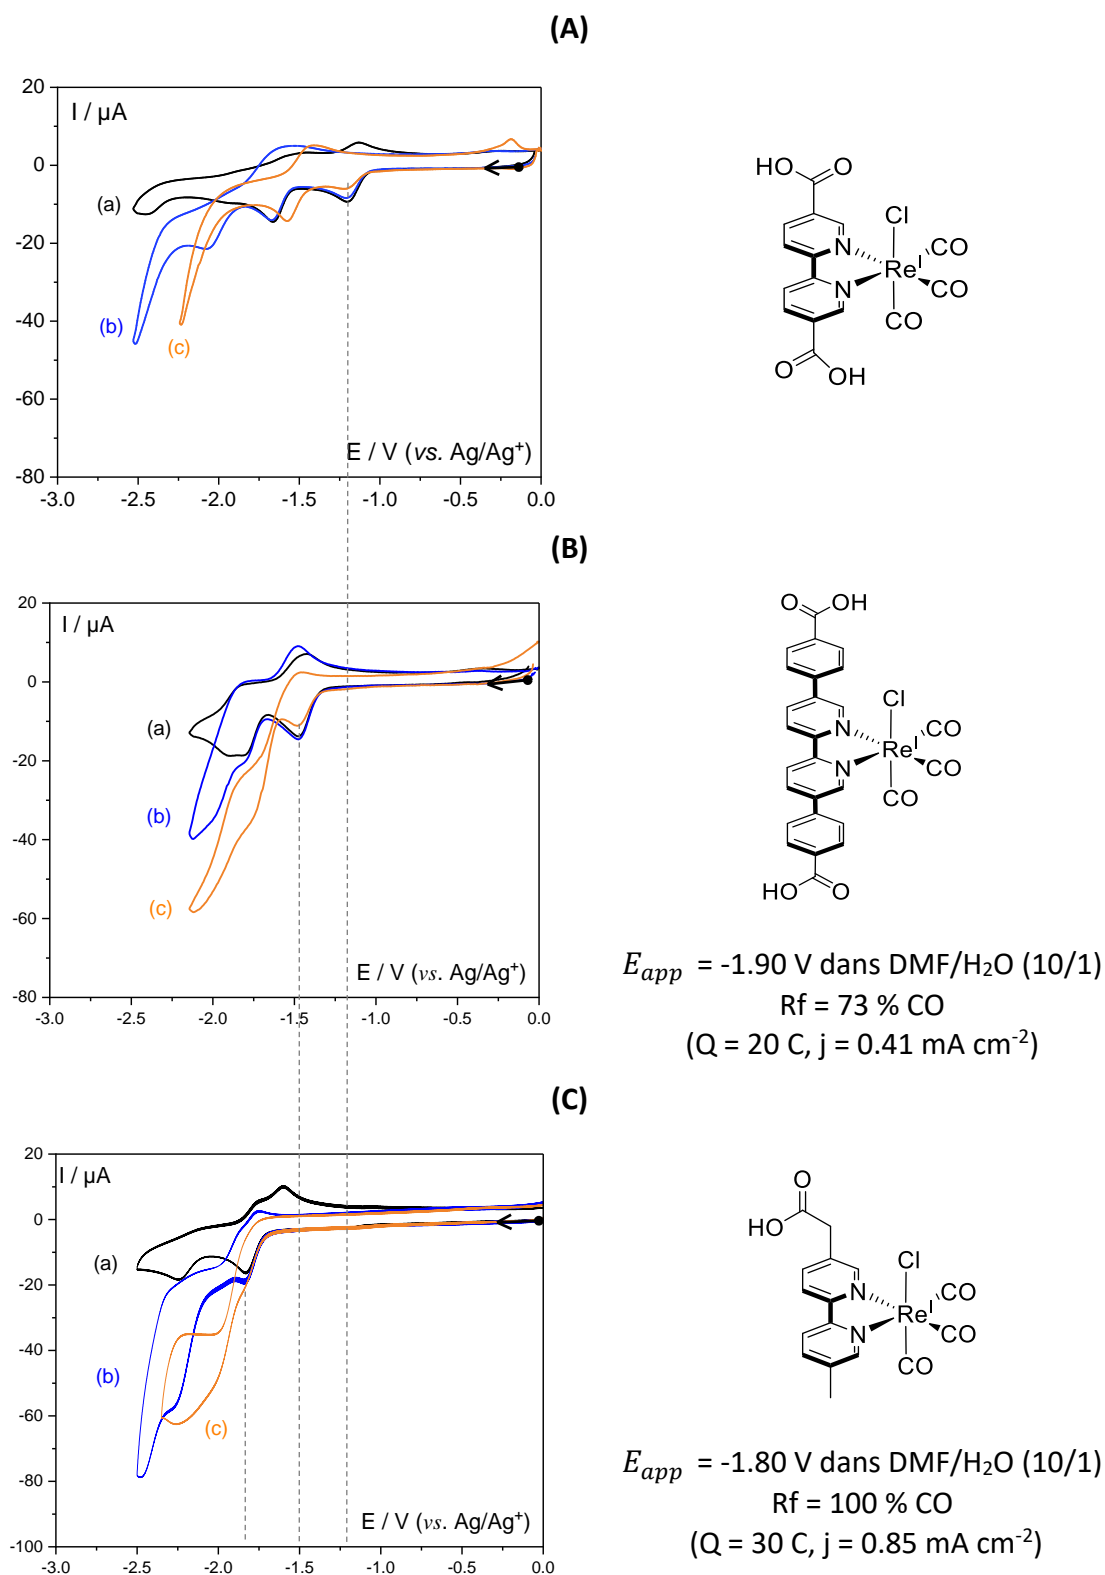 (A)
20
I / µA
0
-20
-40
-60
-80
(a)
(b)
(c)
E / V (vs. Ag/Ag⁺)
-3.0 -2.5 -2.0 -1.5 -1.0 -0.5 0.0
HO O
Cl
N CO
Reᴵ
N CO
CO
O OH
(B)
20
I / µA
0
-20
-40
-60
-80
(a)
(b)
(c)
E / V (vs. Ag/Ag⁺)
-3.0 -2.5 -2.0 -1.5 -1.0 -0.5 0.0
O OH
Cl
N CO
Reᴵ
N CO
CO
HO O
E_app = -1.90 V dans DMF/H₂O (10/1)
Rf = 73 % CO
(Q = 20 C, j = 0.41 mA cm⁻²)
(C)
20
I / µA
0
-20
-40
-60
-80
-100
(a)
(b)
(c)
E / V (vs. Ag/Ag⁺)
-3.0 -2.5 -2.0 -1.5 -1.0 -0.5 0.0
O
HO
Cl
N CO
Reᴵ
N CO
CO
E_app = -1.80 V dans DMF/H₂O (10/1)
Rf = 100 % CO
(Q = 30 C, j = 0.85 mA cm⁻²)